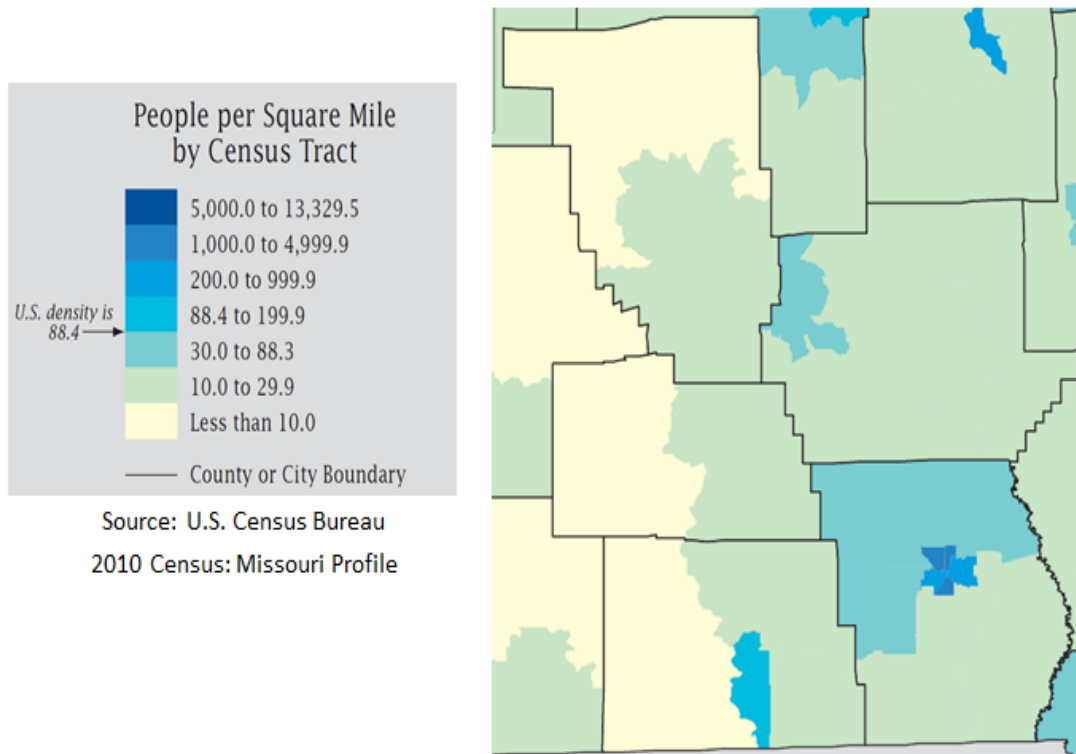 People per Square Mile
by Census Tract
5,000.0 to 13,329.5
1,000.0 to 4,999.9
200.0 to 999.9
88.4 to 199.9
U.S. density is
88.4
30.0 to 88.3
10.0 to 29.9
Less than 10.0
County or City Boundary
Source: U.S. Census Bureau
2010 Census: Missouri Profile